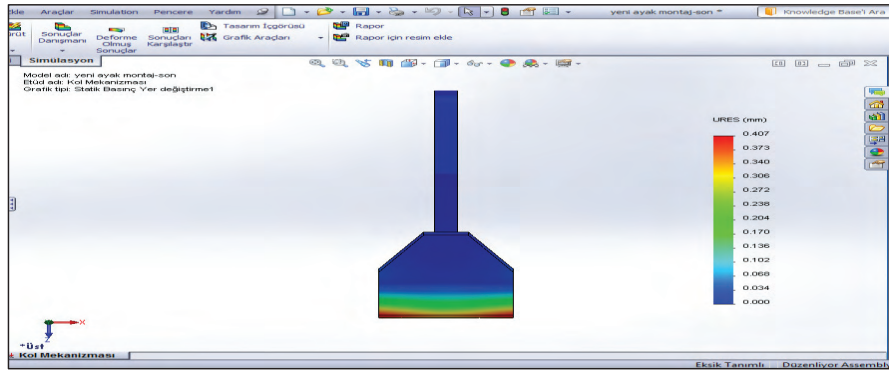 Araçlar Simulation Pencere Yardım yeni ayak montaj-son * Knowledge Base'i Ara
Sonuçlar Danışmanı
Deforme Olmuş Sonuçlar
Sonuçları Karşılaştır
Tasarım İçgörüsü
Grafik Araçları
Rapor
Rapor için resim ekle
Simülasyon
Model adı: yeni ayak montaj-son
Etüd adı: Kol Mekanizması
Grafik tipi: Statik Basınç Yer değiştirme1
URES (mm)
0.407
0.373
0.340
0.306
0.272
0.238
0.204
0.170
0.136
0.102
0.068
0.034
0.000
X
Z
*Üst
Kol Mekanizması
Eksik Tanımlı Düzenliyor Assembly